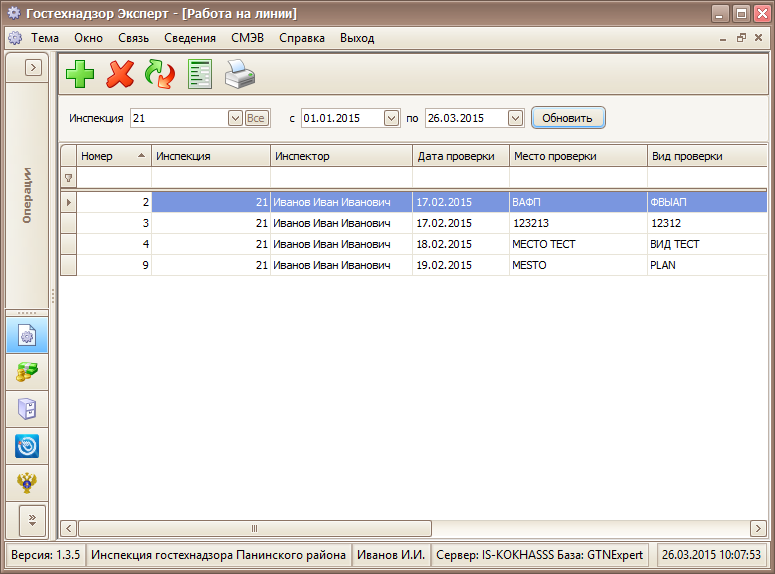 Гостехнадзор Эксперт - [Работа на линии]
Тема Окно Связь Сведения СМЭВ Справка Выход
Операции
Инспекция 21 Все с 01.01.2015 по 26.03.2015 Обновить
Номер Инспекция Инспектор Дата проверки Место проверки Вид проверки
2 21 Иванов Иван Иванович 17.02.2015 ВАФП ФВЫАП
3 21 Иванов Иван Иванович 17.02.2015 123213 12312
4 21 Иванов Иван Иванович 18.02.2015 МЕСТО ТЕСТ ВИД ТЕСТ
9 21 Иванов Иван Иванович 19.02.2015 MESTO PLAN
Версия: 1.3.5 Инспекция гостехнадзора Панинского района Иванов И.И. Сервер: IS-KOKHASSS База: GTNExpert 26.03.2015 10:07:53